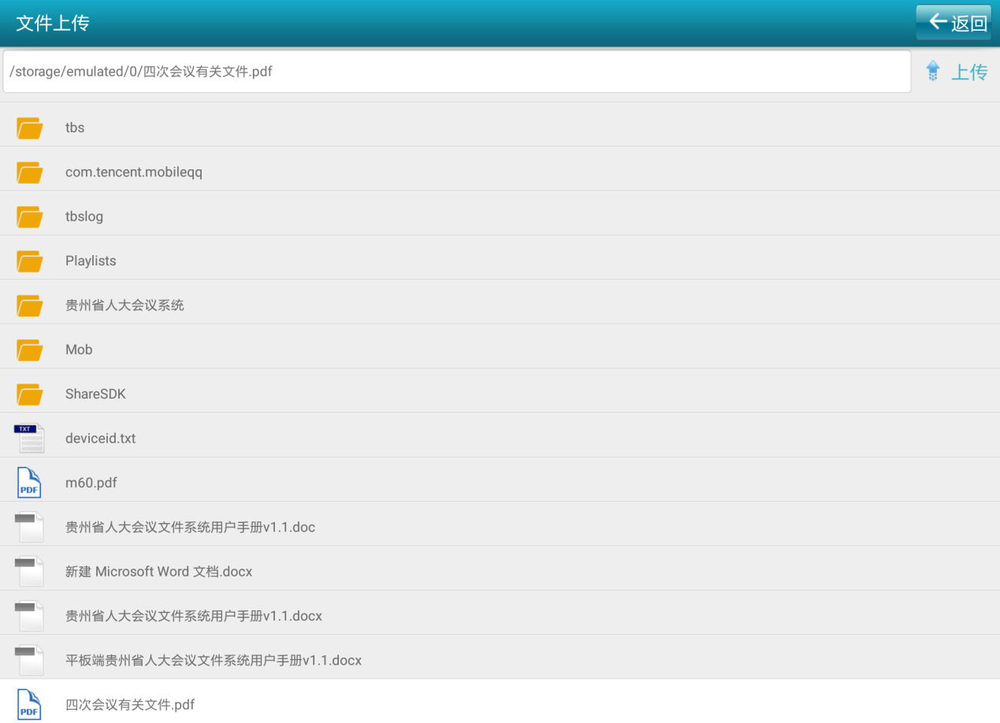 文件上传
返回
/storage/emulated/0/四次会议有关文件.pdf
上传
tbs
com.tencent.mobileqq
tbslog
Playlists
贵州省人大会议系统
Mob
ShareSDK
TXT
deviceid.txt
PDF
m60.pdf
贵州省人大会议文件系统用户手册v1.1.doc
新建 Microsoft Word 文档.docx
贵州省人大会议文件系统用户手册v1.1.docx
平板端贵州省人大会议文件系统用户手册v1.1.docx
PDF
四次会议有关文件.pdf